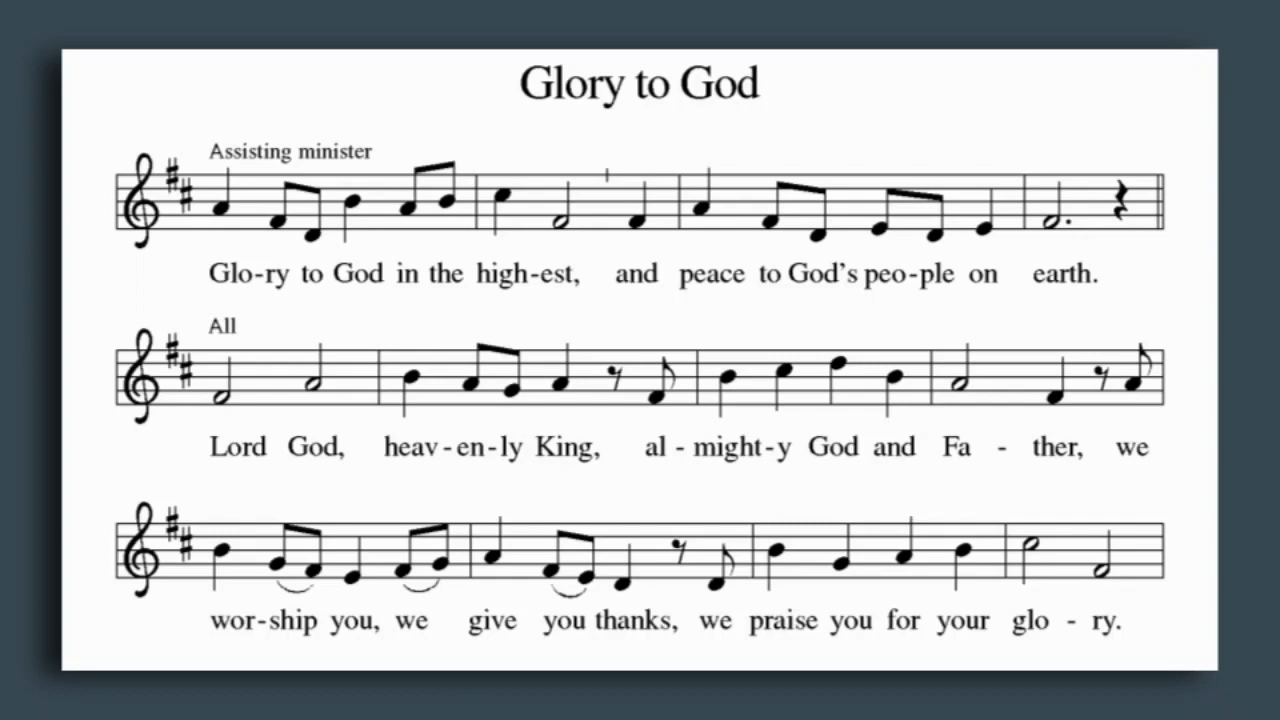 Glory to God
Assisting minister
Glo-ry to God in the high-est, and peace to God's peo-ple on earth.
All
Lord God, heav-en-ly King, al-might-y God and Fa-ther, we
wor-ship you, we give you thanks, we praise you for your glo-ry.